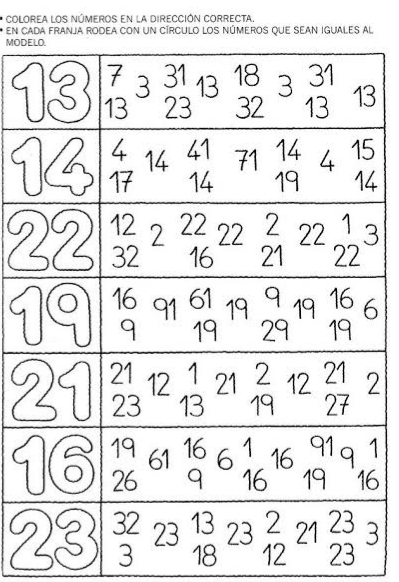 • COLOREA LOS NÚMEROS EN LA DIRECCIÓN CORRECTA.
• EN CADA FRANJA RODEA CON UN CÍRCULO LOS NÚMEROS QUE SEAN IGUALES AL
MODELO.
13 7 3 31 13 18 3 31 13
13 23 32 13
14 4 14 41 71 14 4 15
17 14 19 14
22 12 2 22 22 2 22 1 3
32 16 21 22
19 16 91 61 19 9 19 16 6
9 19 29 19
21 21 12 1 21 2 12 21 2
23 13 19 27
16 19 61 16 6 1 16 91 9 1
26 9 16 19 16
23 32 23 13 23 2 21 23 3
3 18 12 23